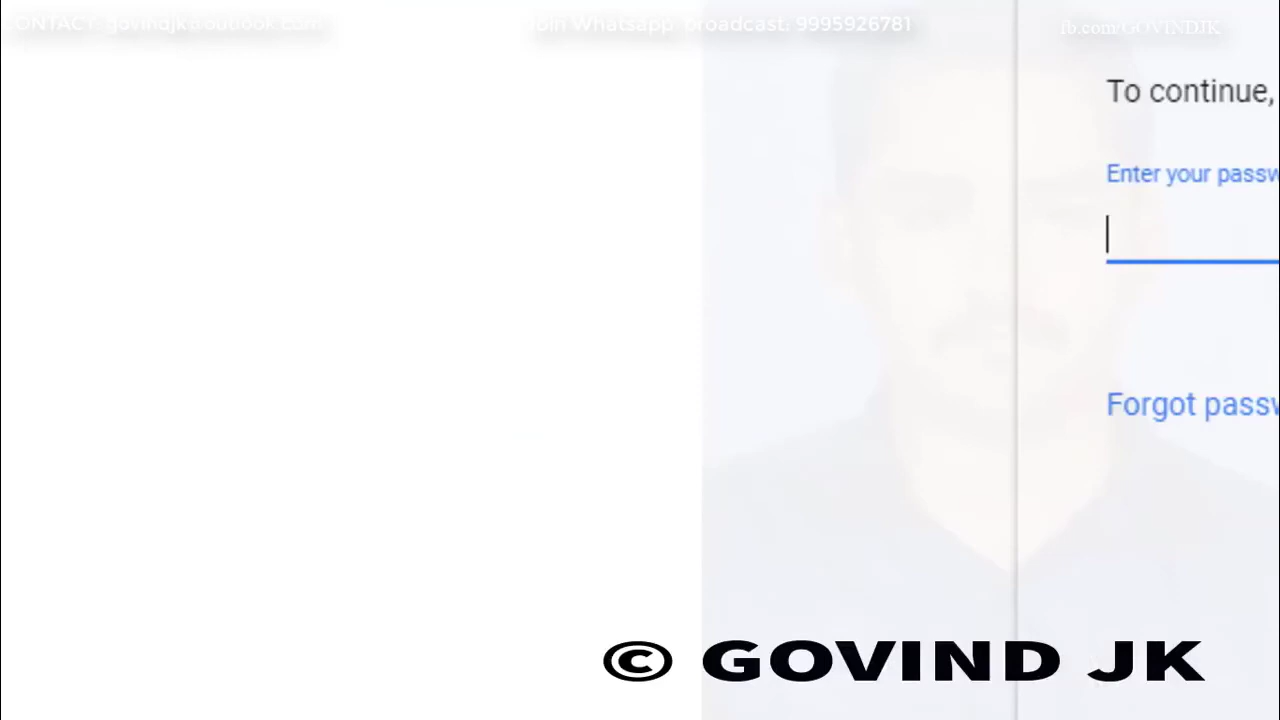 CONTACT: govindjk@outlook.com
Join Whatsapp broadcast: 9995926781
fb.com/GOVINDJK
To continue,
Enter your passw
Forgot passw
© GOVIND JK